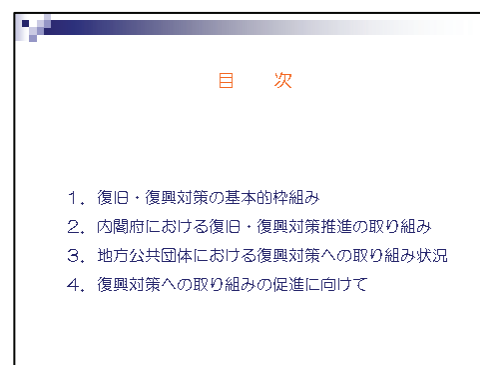 目　次
1．復旧・復興対策の基本的枠組み
2．内閣府における復旧・復興対策推進の取り組み
3．地方公共団体における復興対策への取り組み状況
4．復興対策への取り組みの促進に向けて